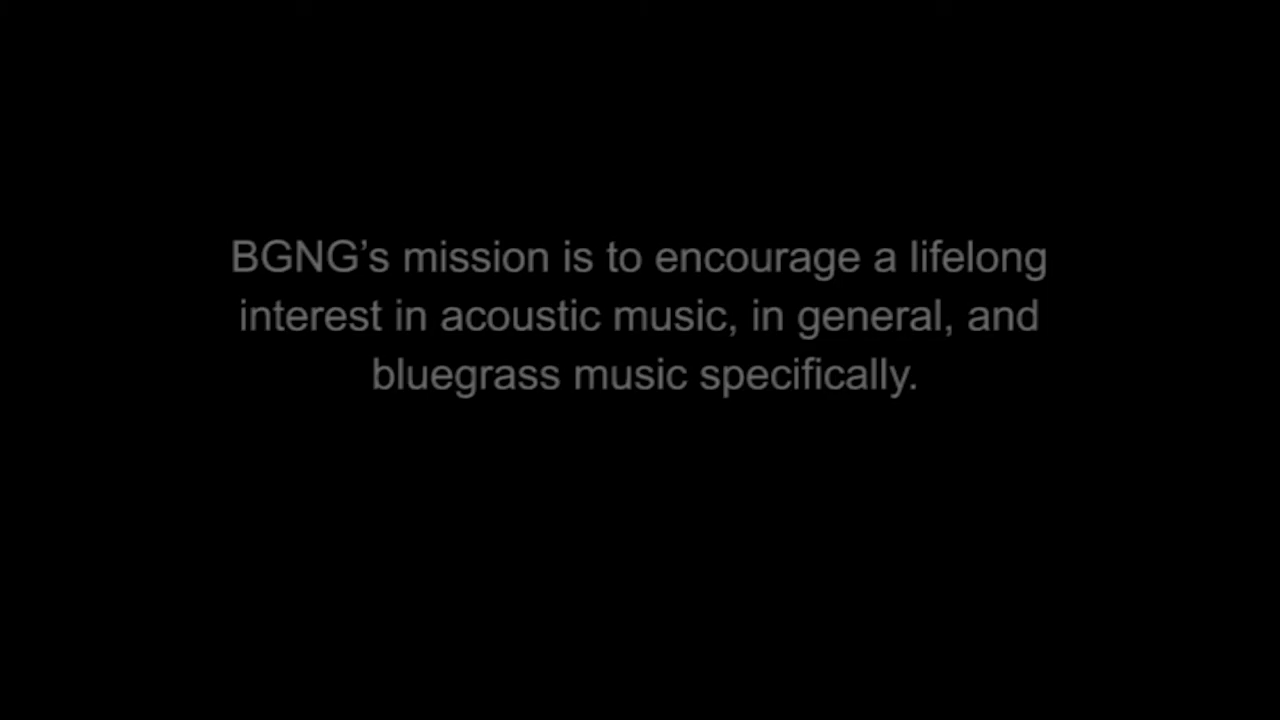 BGNG’s mission is to encourage a lifelong
interest in acoustic music, in general, and
bluegrass music specifically.